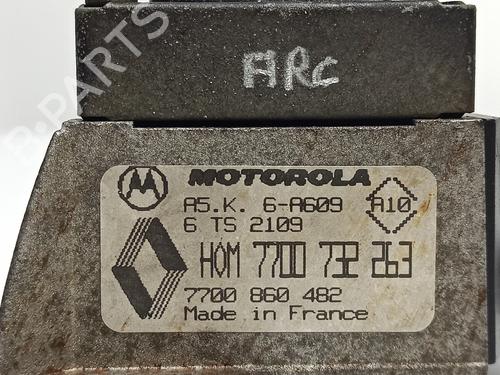 ARC
B-PARTS
MOTOROLA
A5.K. 6-A609 A10
6 TS 2109
HOM 7700 732 263
7700 860 482
Made in France